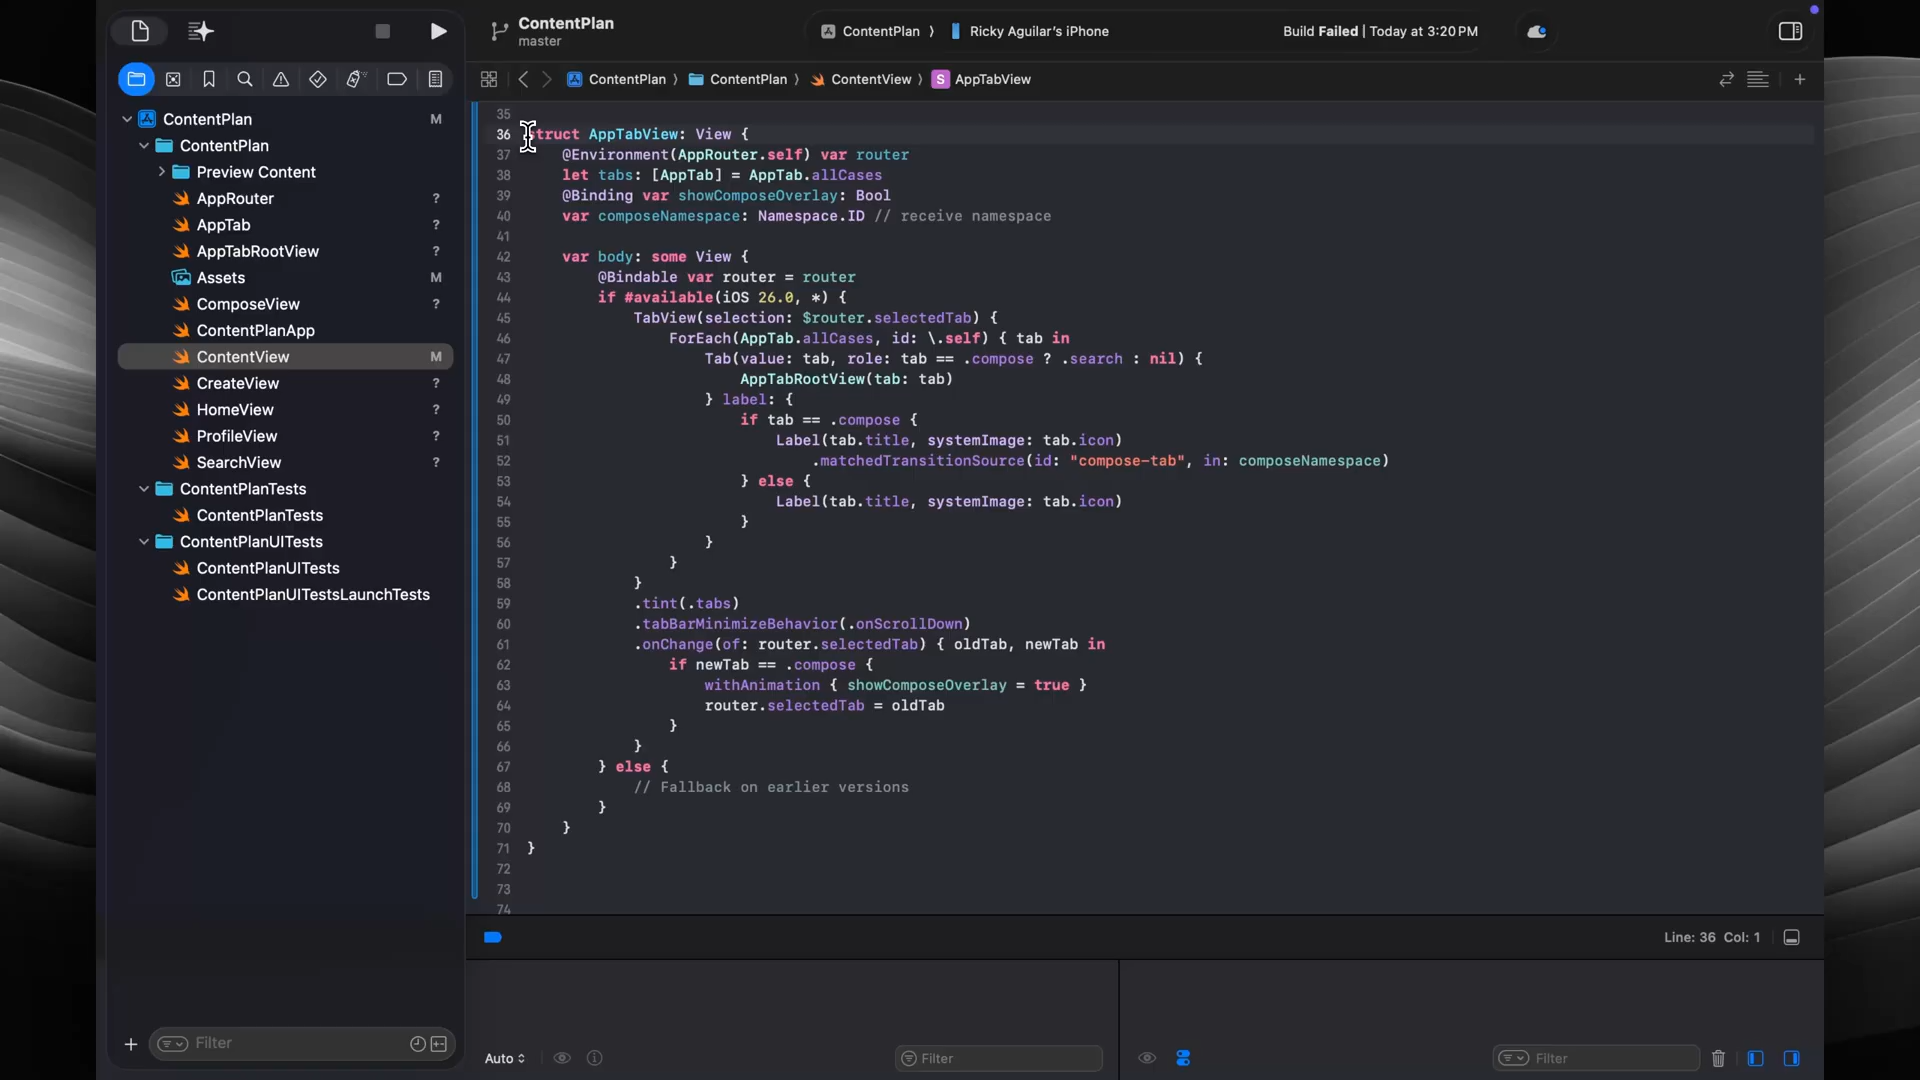 ContentPlan
master
ContentPlan
Ricky Aguilar's iPhone
Build Failed | Today at 3:20 PM
ContentPlan
ContentPlan
ContentView
S AppTabView
ContentPlan M
ContentPlan
Preview Content
AppRouter ?
AppTab ?
AppTabRootView ?
Assets M
ComposeView ?
ContentPlanApp
ContentView M
CreateView ?
HomeView ?
ProfileView ?
SearchView ?
ContentPlanTests
ContentPlanTests
ContentPlanUITests
ContentPlanUITests
ContentPlanUITestsLaunchTests
Filter
35
36 struct AppTabView: View {
37 @Environment(AppRouter.self) var router
38 let tabs: [AppTab] = AppTab.allCases
39 @Binding var showComposeOverlay: Bool
40 var composeNamespace: Namespace.ID // receive namespace
41
42 var body: some View {
43 @Bindable var router = router
44 if #available(iOS 26.0, *) {
45 TabView(selection: $router.selectedTab) {
46 ForEach(AppTab.allCases, id: \.self) { tab in
47 Tab(value: tab, role: tab == .compose ? .search : nil) {
48 AppTabRootView(tab: tab)
49 } label: {
50 if tab == .compose {
51 Label(tab.title, systemImage: tab.icon)
52 .matchedTransitionSource(id: "compose-tab", in: composeNamespace)
53 } else {
54 Label(tab.title, systemImage: tab.icon)
55 }
56 }
57 }
58 }
59 .tint(.tabs)
60 .tabBarMinimizeBehavior(.onScrollDown)
61 .onChange(of: router.selectedTab) { oldTab, newTab in
62 if newTab == .compose {
63 withAnimation { showComposeOverlay = true }
64 router.selectedTab = oldTab
65 }
66 }
67 } else {
68 // Fallback on earlier versions
69 }
70 }
71 }
72
73
74
Line: 36 Col: 1
Auto
Filter
Filter